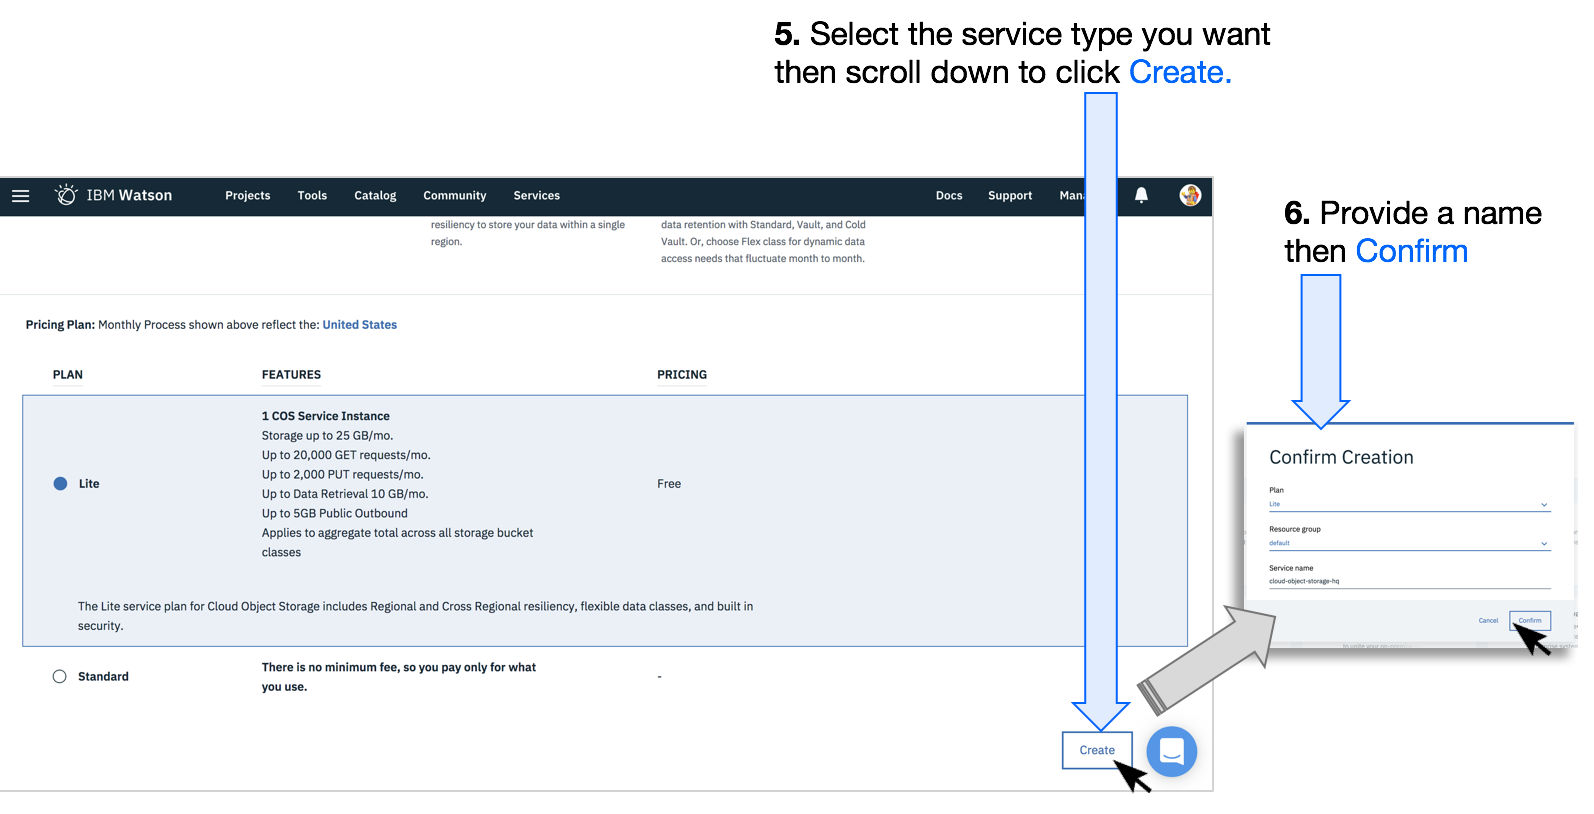 5. Select the service type you want
then scroll down to click Create.
IBM Watson Projects Tools Catalog Community Services Docs Support
resiliency to store your data within a single
region.
data retention with Standard, Vault, and Cold
Vault. Or, choose Flex class for dynamic data
access needs that fluctuate month to month.
Pricing Plan: Monthly Process shown above reflect the: United States
PLAN FEATURES PRICING
1 COS Service Instance
Storage up to 25 GB/mo.
Up to 20,000 GET requests/mo.
Up to 2,000 PUT requests/mo.
Lite
Free
Up to Data Retrieval 10 GB/mo.
Up to 5GB Public Outbound
Applies to aggregate total across all storage bucket
classes
The Lite service plan for Cloud Object Storage includes Regional and Cross Regional resiliency, flexible data classes, and built in
security.
Standard
There is no minimum fee, so you pay only for what
you use.
-
Create
6. Provide a name
then Confirm
Confirm Creation
Plan
Lite
Resource group
default
Service name
cloud-object-storage-hq
Cancel Confirm